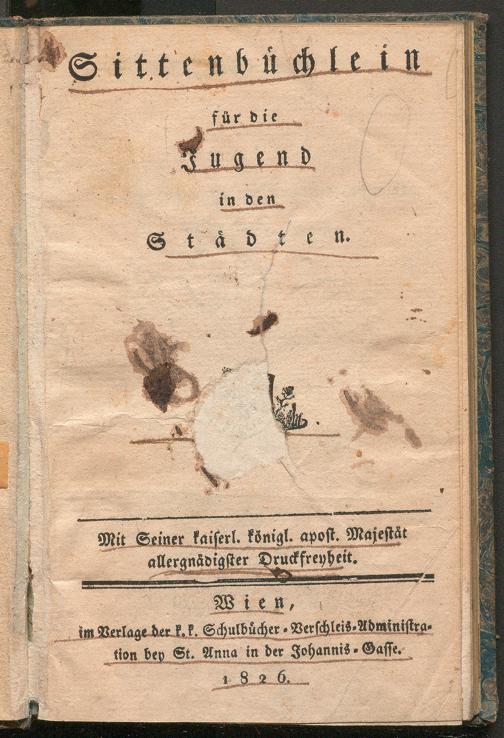 Sittenbüchlein
für die
Jugend
in den
Städten.
Mit Seiner kaiserl. königl. apost. Majestät
allergnädigster Druckfreyheit.
Wien,
im Verlage der k. k. Schulbücher-Verschleis-Administra-
tion bey St. Anna in der Johannis-Gasse.
1826.